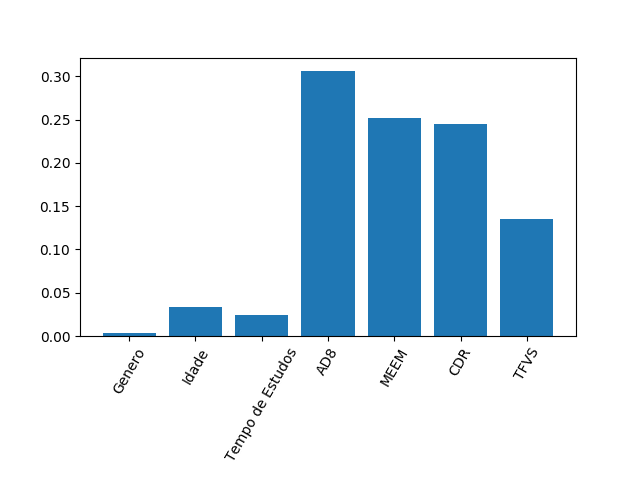 0.30
0.25
0.20
0.15
0.10
0.05
0.00
Genero
Idade
Tempo de Estudos
AD8
MEEM
CDR
TFVS